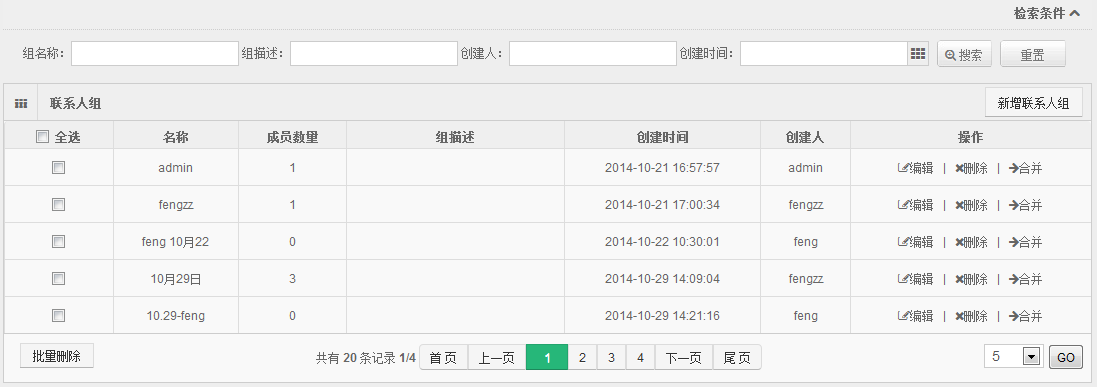 检索条件
组名称： 组描述： 创建人： 创建时间： 搜索 重置
联系人组 新增联系人组
全选 名称 成员数量 组描述 创建时间 创建人 操作
admin 1 2014-10-21 16:57:57 admin 编辑 | 删除 | 合并
fengzz 1 2014-10-21 17:00:34 fengzz 编辑 | 删除 | 合并
feng 10月22 0 2014-10-22 10:30:01 feng 编辑 | 删除 | 合并
10月29日 3 2014-10-29 14:09:04 fengzz 编辑 | 删除 | 合并
10.29-feng 0 2014-10-29 14:21:16 feng 编辑 | 删除 | 合并
批量删除 共有 20 条记录 1/4 首 页 上一页 1 2 3 4 下一页 尾 页 5 GO